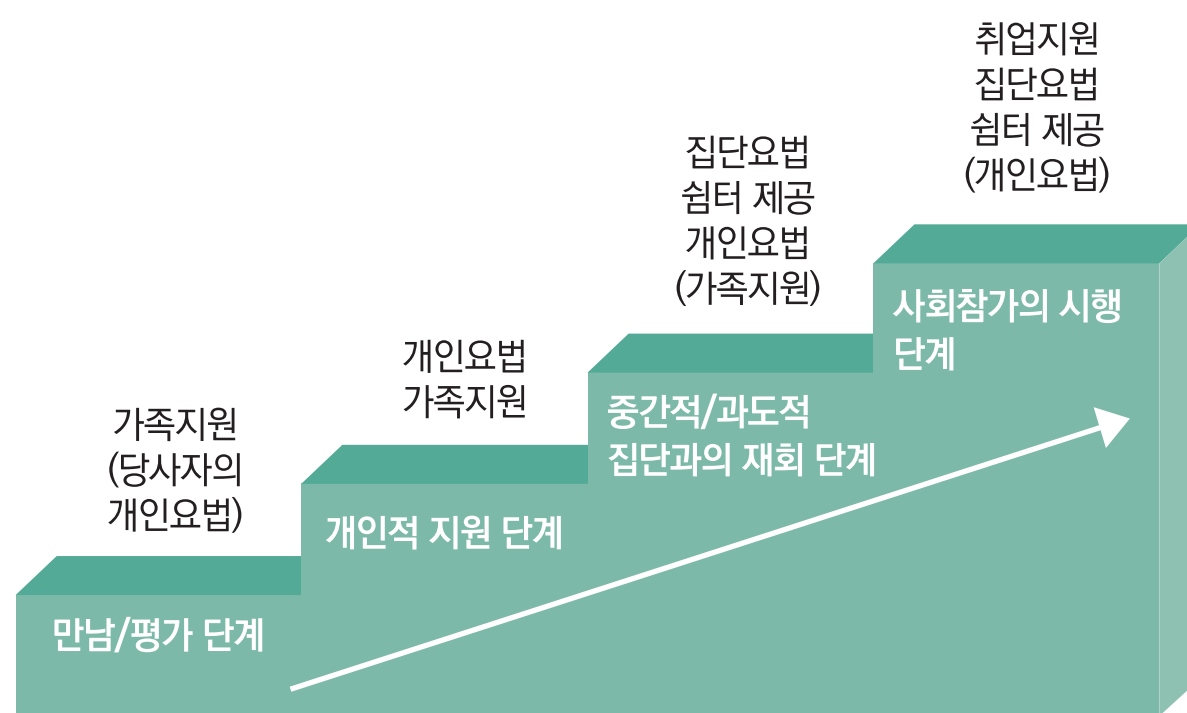 가족지원
(당사자의
개인요법)
만남/평가 단계
개인요법
가족지원
개인적 지원 단계
집단요법
쉼터 제공
개인요법
(가족지원)
중간적/과도적
집단과의 재회 단계
취업지원
집단요법
쉼터 제공
(개인요법)
사회참가의 시행
단계